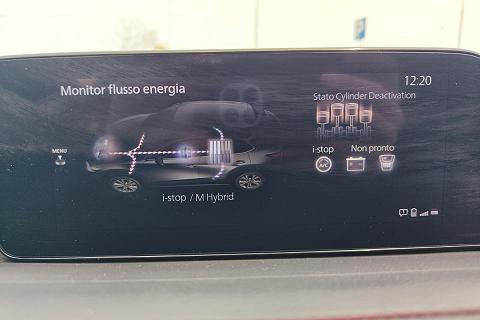 12:20
Monitor flusso energia
Stato Cylinder Deactivation
MENU
i-stop Non pronto
A/C
i-stop / M Hybrid